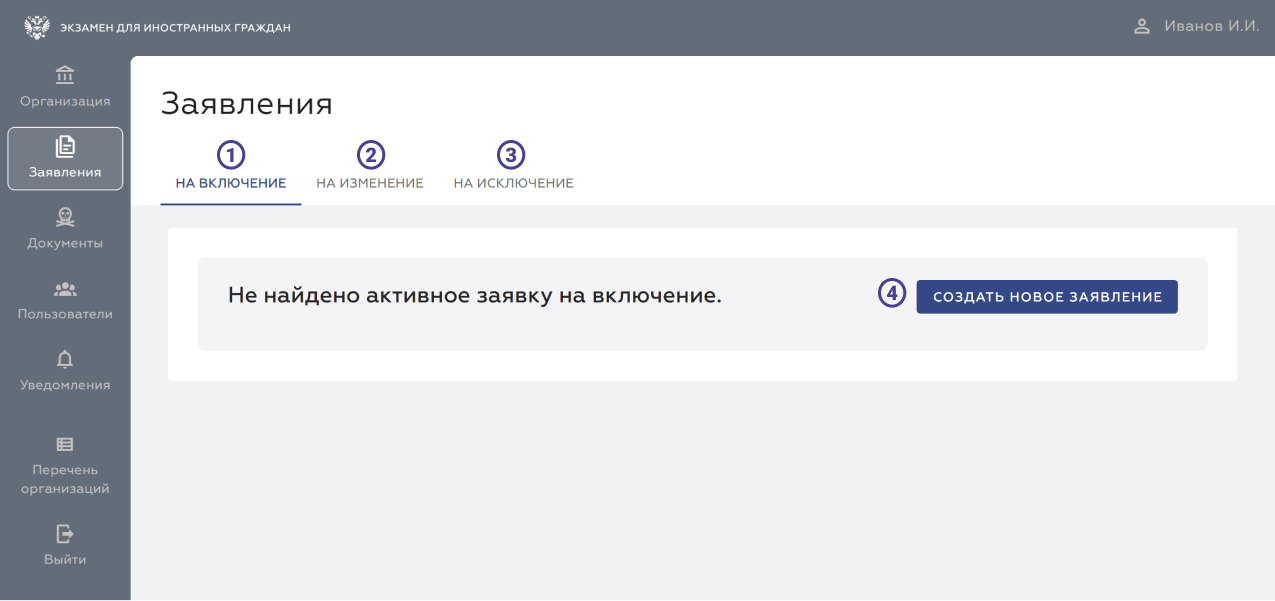 ЭКЗАМЕН ДЛЯ ИНОСТРАННЫХ ГРАЖДАН
Иванов И.И.
Организация
Заявления
Документы
Пользователи
Уведомления
Перечень
организаций
Выйти
Заявления
1 2 3
НА ВКЛЮЧЕНИЕ НА ИЗМЕНЕНИЕ НА ИСКЛЮЧЕНИЕ
Не найдено активное заявку на включение.
4 СОЗДАТЬ НОВОЕ ЗАЯВЛЕНИЕ